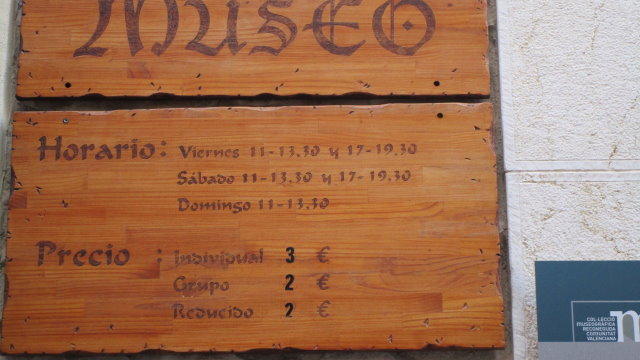 Museo
Horario: Viernes 11-13.30 y 17-19.30
Sábado 11-13.30 y 17-19.30
Domingo 11-13.30
Precio : Individual 3 €
Grupo 2 €
Reducido 2 €
COL·LECCIÓ
MUSEOGRÀFICA
RECONEGUDA
COMUNITAT
VALENCIANA
m